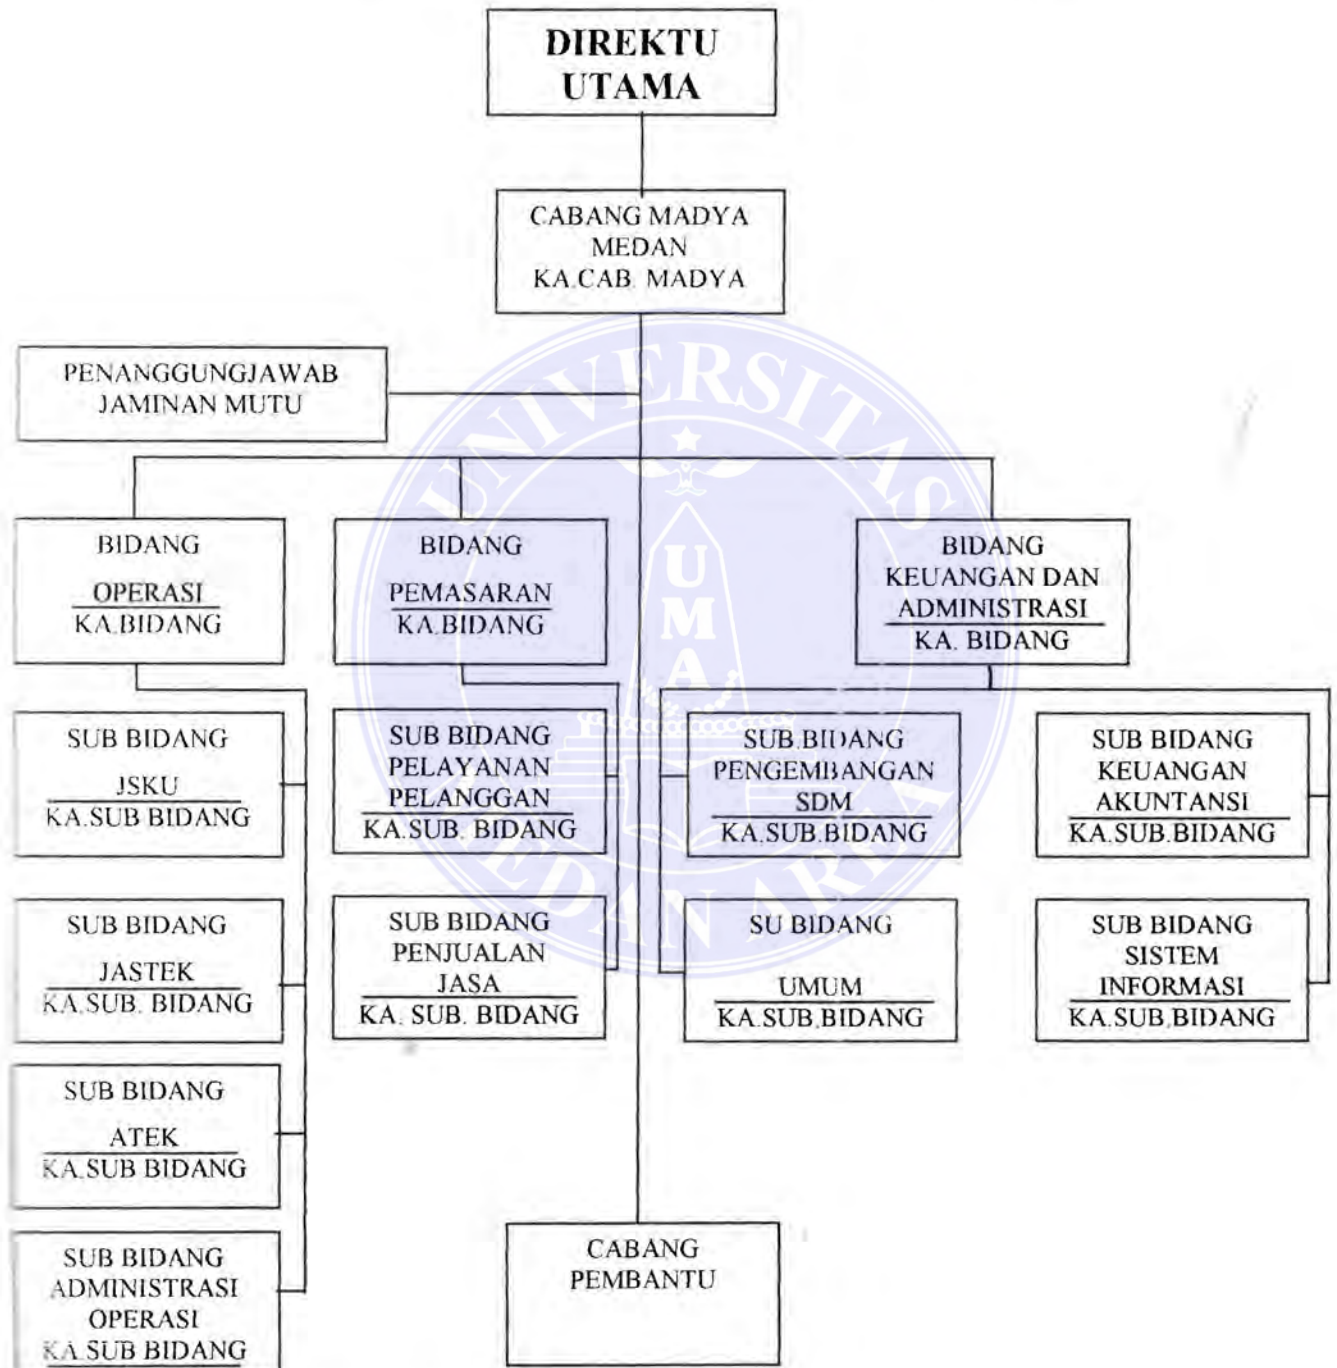 DIREKTU
UTAMA
CABANG MADYA
MEDAN
KA.CAB. MADYA
PENANGGUNGJAWAB
JAMINAN MUTU
BIDANG
OPERASI
KA.BIDANG
BIDANG
PEMASARAN
KA.BIDANG
BIDANG
KEUANGAN DAN
ADMINISTRASI
KA. BIDANG
SUB BIDANG
JSKU
KA.SUB BIDANG
SUB BIDANG
PELAYANAN
PELANGGAN
KA.SUB. BIDANG
SUB.BIDANG
PENGEMBANGAN
SDM
KA.SUB.BIDANG
SUB BIDANG
KEUANGAN
AKUNTANSI
KA.SUB.BIDANG
SUB BIDANG
JASTEK
KA.SUB. BIDANG
SUB BIDANG
PENJUALAN
JASA
KA. SUB. BIDANG
SU BIDANG
UMUM
KA.SUB.BIDANG
SUB BIDANG
SISTEM
INFORMASI
KA.SUB.BIDANG
SUB BIDANG
ATEK
KA.SUB BIDANG
SUB BIDANG
ADMINISTRASI
OPERASI
KA.SUB BIDANG
CABANG
PEMBANTU
UNIVERSITAS
MEDAN AREA
UMA